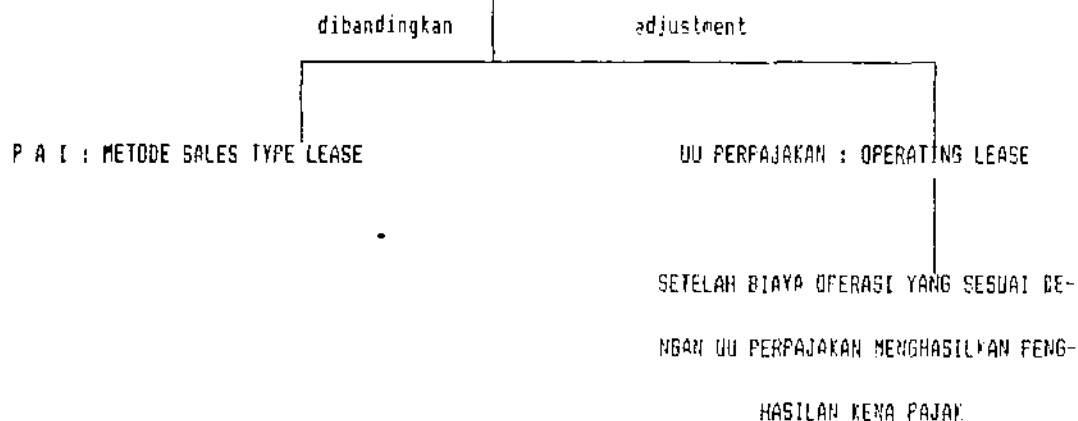 dibandingkan adjustment
P A I : METODE SALES TYPE LEASE UU PERPAJAKAN : OPERATING LEASE
SETELAH BIAYA OPERASI YANG SESUAI DE-
NGAN UU PERPAJAKAN MENGHASILKAN PENG-
HASILAN KENA PAJAK